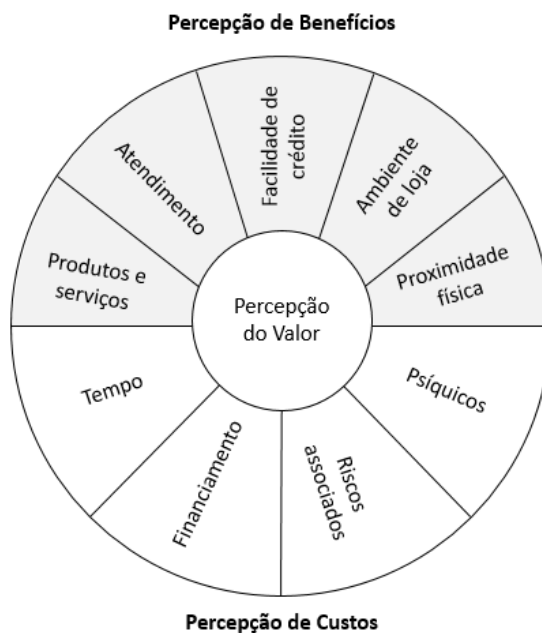 Percepção de Benefícios
Produtos e
serviços
Atendimento
Facilidade de
crédito
Ambiente
de loja
Proximidade
física
Percepção
do Valor
Tempo
Financiamento
Riscos
associados
Psíquicos
Percepção de Custos